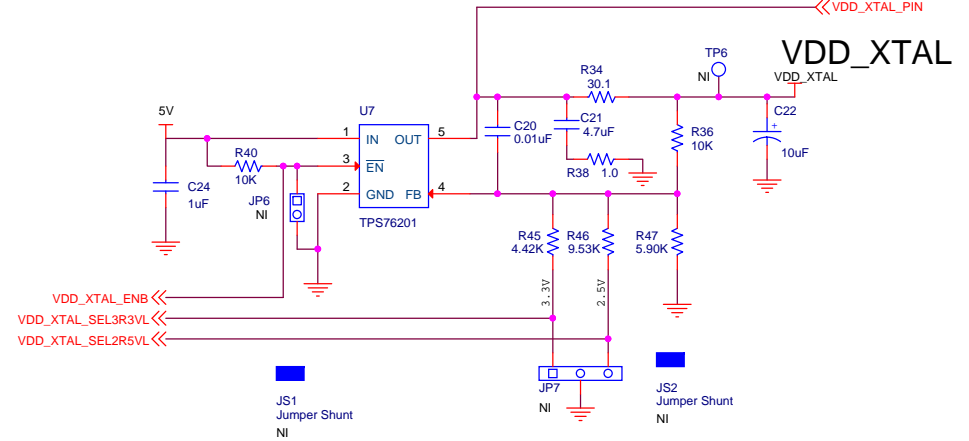 VDD_XTAL_PIN
VDD_XTAL
VDD_XTAL
TP6
NI
R34
30.1
5V
U7
1 IN OUT 5
3 EN
2 GND FB 4
TPS76201
C20
0.01uF
C21
4.7uF
R38 1.0
R36
10K
C22
+
10uF
R40
10K
C24
1uF
JP6
NI
R45
4.42K
R46
9.53K
R47
5.90K
3.3V
2.5V
VDD_XTAL_ENB
VDD_XTAL_SEL3R3VL
VDD_XTAL_SEL2R5VL
JS1
Jumper Shunt
NI
JP7
NI
JS2
Jumper Shunt
NI